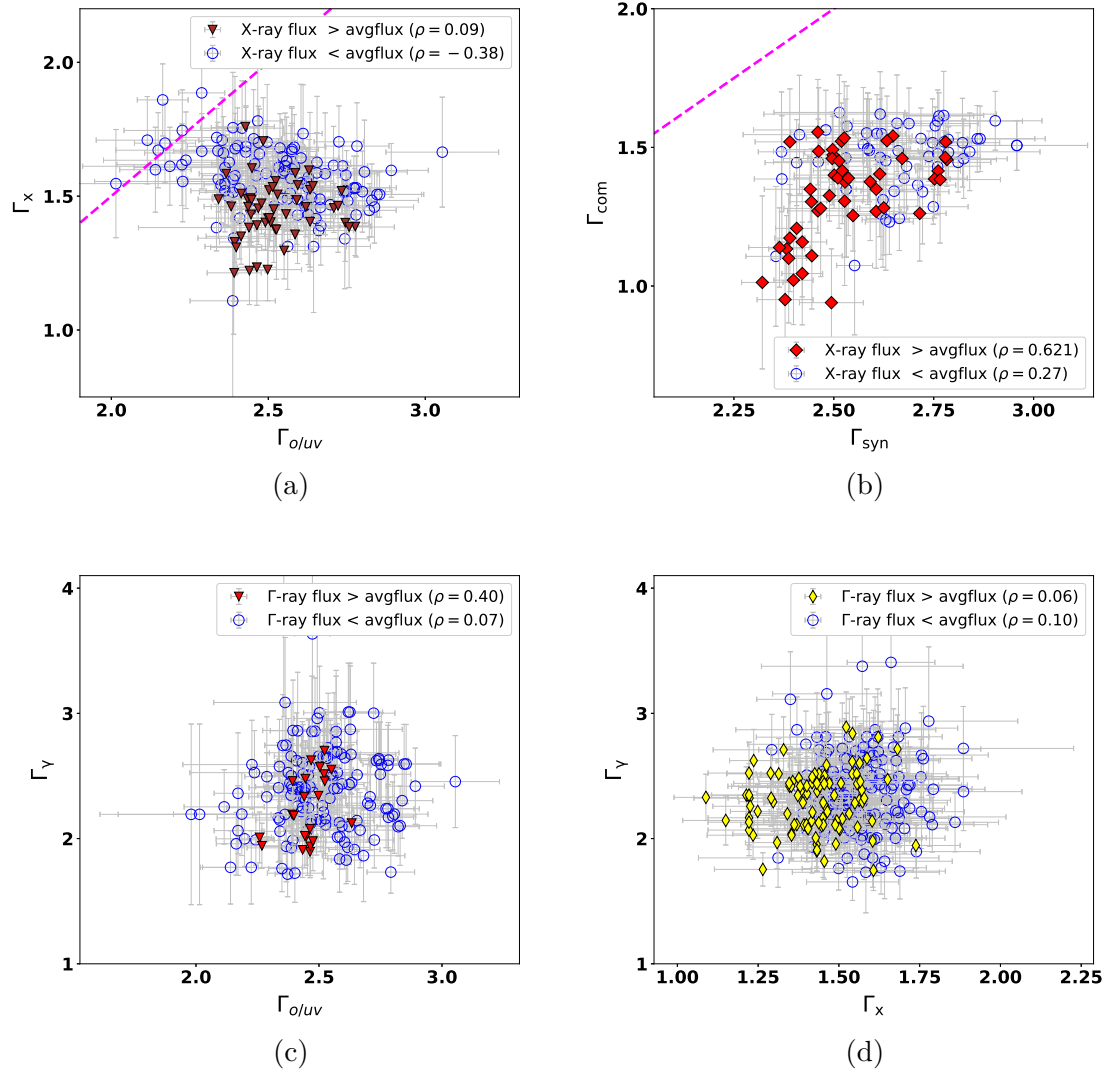 X-ray flux > avgflux (ρ = 0.09)
X-ray flux < avgflux (ρ = −0.38)
2.0
1.5
1.0
Γx
2.0 2.5 3.0
Γo/uv
(a)
2.0
1.5
1.0
Γcom
X-ray flux > avgflux (ρ = 0.621)
X-ray flux < avgflux (ρ = 0.27)
2.25 2.50 2.75 3.00
Γsyn
(b)
Γ-ray flux > avgflux (ρ = 0.40)
Γ-ray flux < avgflux (ρ = 0.07)
4
3
2
1
Γγ
2.0 2.5 3.0
Γo/uv
(c)
Γ-ray flux > avgflux (ρ = 0.06)
Γ-ray flux < avgflux (ρ = 0.10)
4
3
2
1
Γγ
1.00 1.25 1.50 1.75 2.00 2.25
Γx
(d)